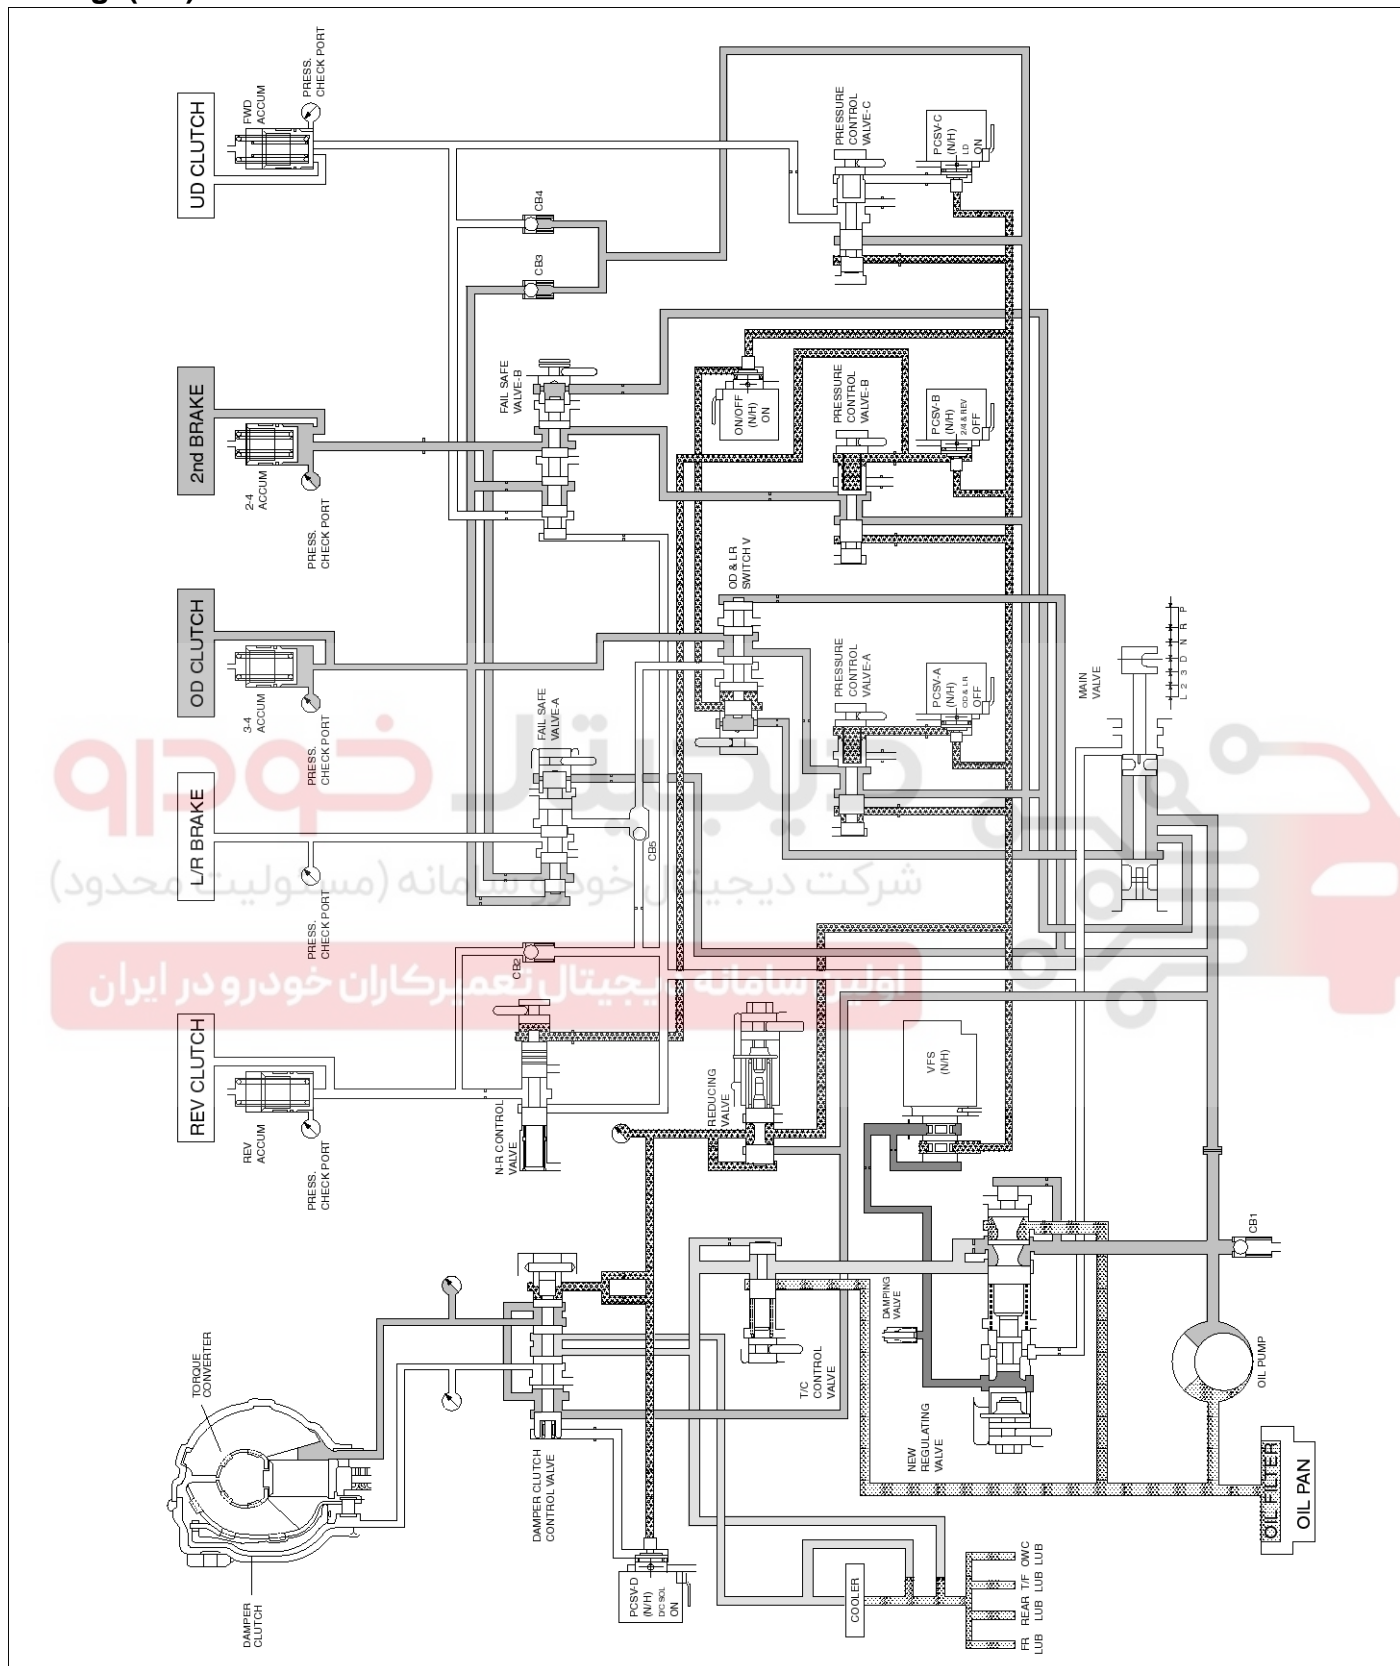 UD CLUTCH
FWD
ACCUM
PRESS.
CHECK PORT
2nd BRAKE
2-4
ACCUM
PRESS.
CHECK PORT
OD CLUTCH
3-4
ACCUM
PRESS.
CHECK PORT
L/R BRAKE
PRESS.
CHECK PORT
REV CLUTCH
REV
ACCUM
PRESS.
CHECK PORT
CB4
CB3
FAIL SAFE
VALVE-B
FAIL SAFE
VALVE-A
CB5
CB2
N-R CONTROL
VALVE
PRESSURE
CONTROL
VALVE-C
PCSV-C
(N/H)
LD
ON
ON/OFF
(N/H)
ON
PRESSURE
CONTROL
VALVE-B
PCSV-B
(N/H)
2/4 & REV
OFF
OD & LR
SWITCH V
PRESSURE
CONTROL
VALVE-A
PCSV-A
(N/H)
OD & LR
OFF
MAIN
VALVE
L 2 3 D N R P
REDUCING
VALVE
VFS
(N/H)
TORQUE
CONVERTER
DAMPER
CLUTCH
DAMPER CLUTCH
CONTROL VALVE
PCSV-D
(N/H)
D/C SOL
ON
T/C
CONTROL
VALVE
DAMPING
VALVE
NEW
REGULATING
VALVE
CB1
OIL PUMP
OIL FILTER
OIL PAN
COOLER
FR LUB
REAR LUB
T/F LUB
OWC LUB
دیجیتال خودرو
شرکت دیجیتال خودرو سامانه (مسئولیت محدود)
اولین سامانه دیجیتال تعمیرکاران خودرو در ایران